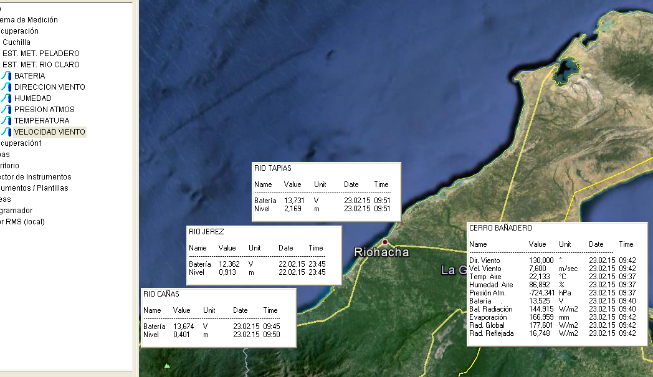 ema de Medición
cuperación
Cuchilla
EST. MET. PELADERO
EST. MET. RIO CLARO
BATERIA
DIRECCION VIENTO
HUMEDAD
PRESION ATMOS
TEMPERATURA
VELOCIDAD VIENTO
cuperación1
pas
ritorio
ector de Instrumentos
umentos / Plantillas
eas
gramador
or RMS (local)
RIO TAPIAS
Name Value Unit Date Time
Batería 13,731 V 23.02.15 09:51
Nivel 2,169 m 23.02.15 09:51
RIO JEREZ
Name Value Unit Date Time
Batería 12,362 V 22.02.15 23:45
Nivel 0,913 m 22.02.15 23:45
Riohacha
La G
RIO CAÑAS
Name Value Unit Date Time
Batería 13,674 V 23.02.15 09:45
Nivel 0,481 m 23.02.15 09:50
CERRO BAÑADERO
Name Value Unit Date Time
Dir. Viento 130,000 ° 23.02.15 09:42
Vel. Viento 7,600 m/sec 23.02.15 09:42
Temp. Aire 22,133 °C 23.02.15 09:37
Humedad Aire 86,892 % 23.02.15 09:37
Presión Atm. -724,341 hPa 23.02.15 09:37
Batería 13,525 V 23.02.15 09:40
Bal. Radiación 144,915 W/m2 23.02.15 09:40
Evaporación 166,959 mm 23.02.15 09:42
Rad. Global 177,601 W/m2 23.02.15 09:42
Rad. Reflejada 16,748 W/m2 23.02.15 09:42